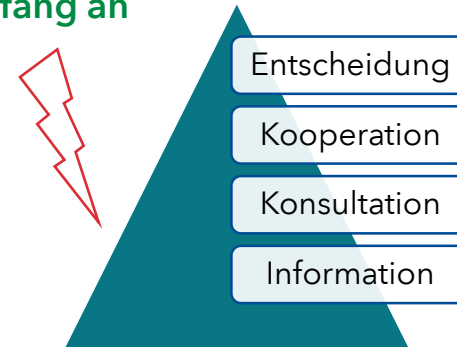 fang an
Entscheidung
Kooperation
Konsultation
Information